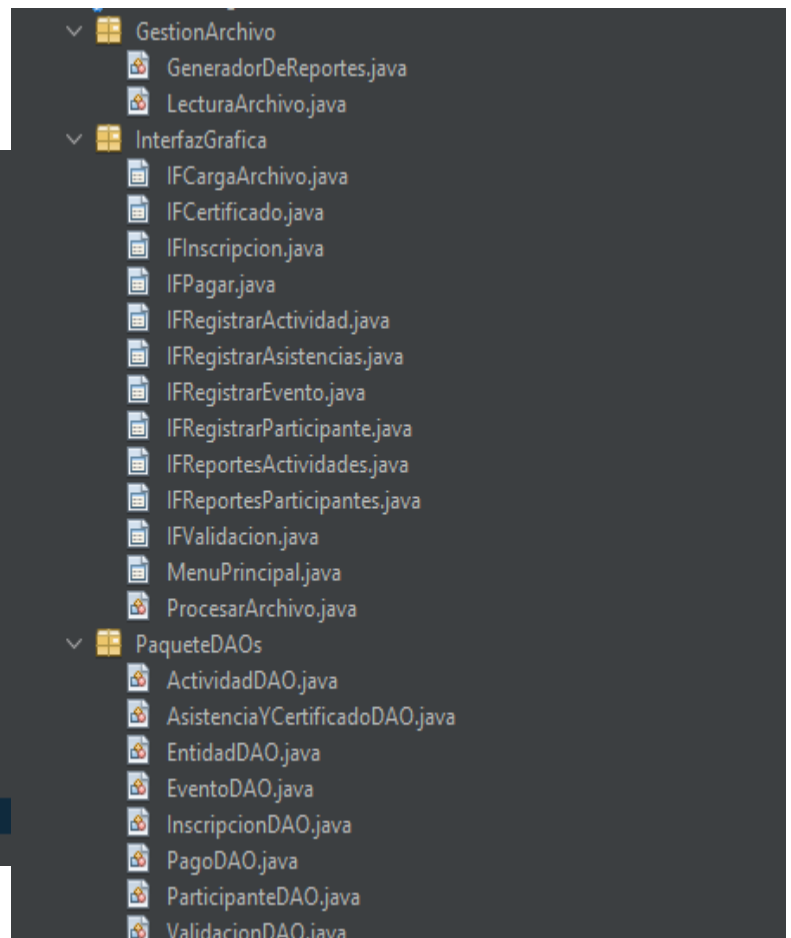 GestionArchivo
GeneradorDeReportes.java
LecturaArchivo.java
InterfazGrafica
IFCargaArchivo.java
IFCertificado.java
IFInscripcion.java
IFPagar.java
IFRegistrarActividad.java
IFRegistrarAsistencias.java
IFRegistrarEvento.java
IFRegistrarParticipante.java
IFReportesActividades.java
IFReportesParticipantes.java
IFValidacion.java
MenuPrincipal.java
ProcesarArchivo.java
PaqueteDAOs
ActividadDAO.java
AsistenciaYCertificadoDAO.java
EntidadDAO.java
EventoDAO.java
InscripcionDAO.java
PagoDAO.java
ParticipanteDAO.java
ValidacionDAO.java